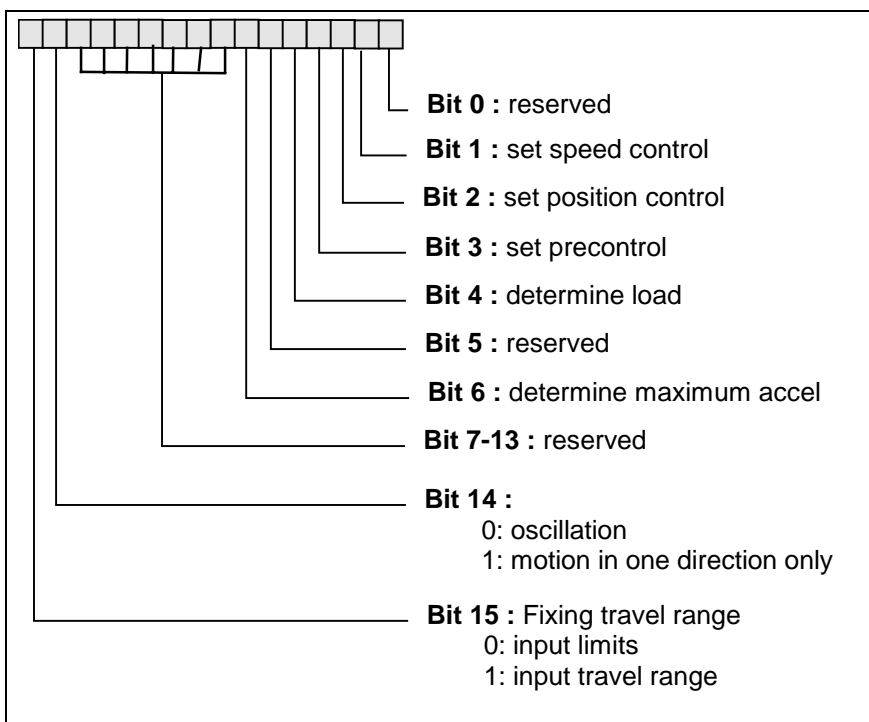 Bit 0 : reserved
Bit 1 : set speed control
Bit 2 : set position control
Bit 3 : set precontrol
Bit 4 : determine load
Bit 5 : reserved
Bit 6 : determine maximum accel
Bit 7-13 : reserved
Bit 14 :
0: oscillation
1: motion in one direction only
Bit 15 : Fixing travel range
0: input limits
1: input travel range